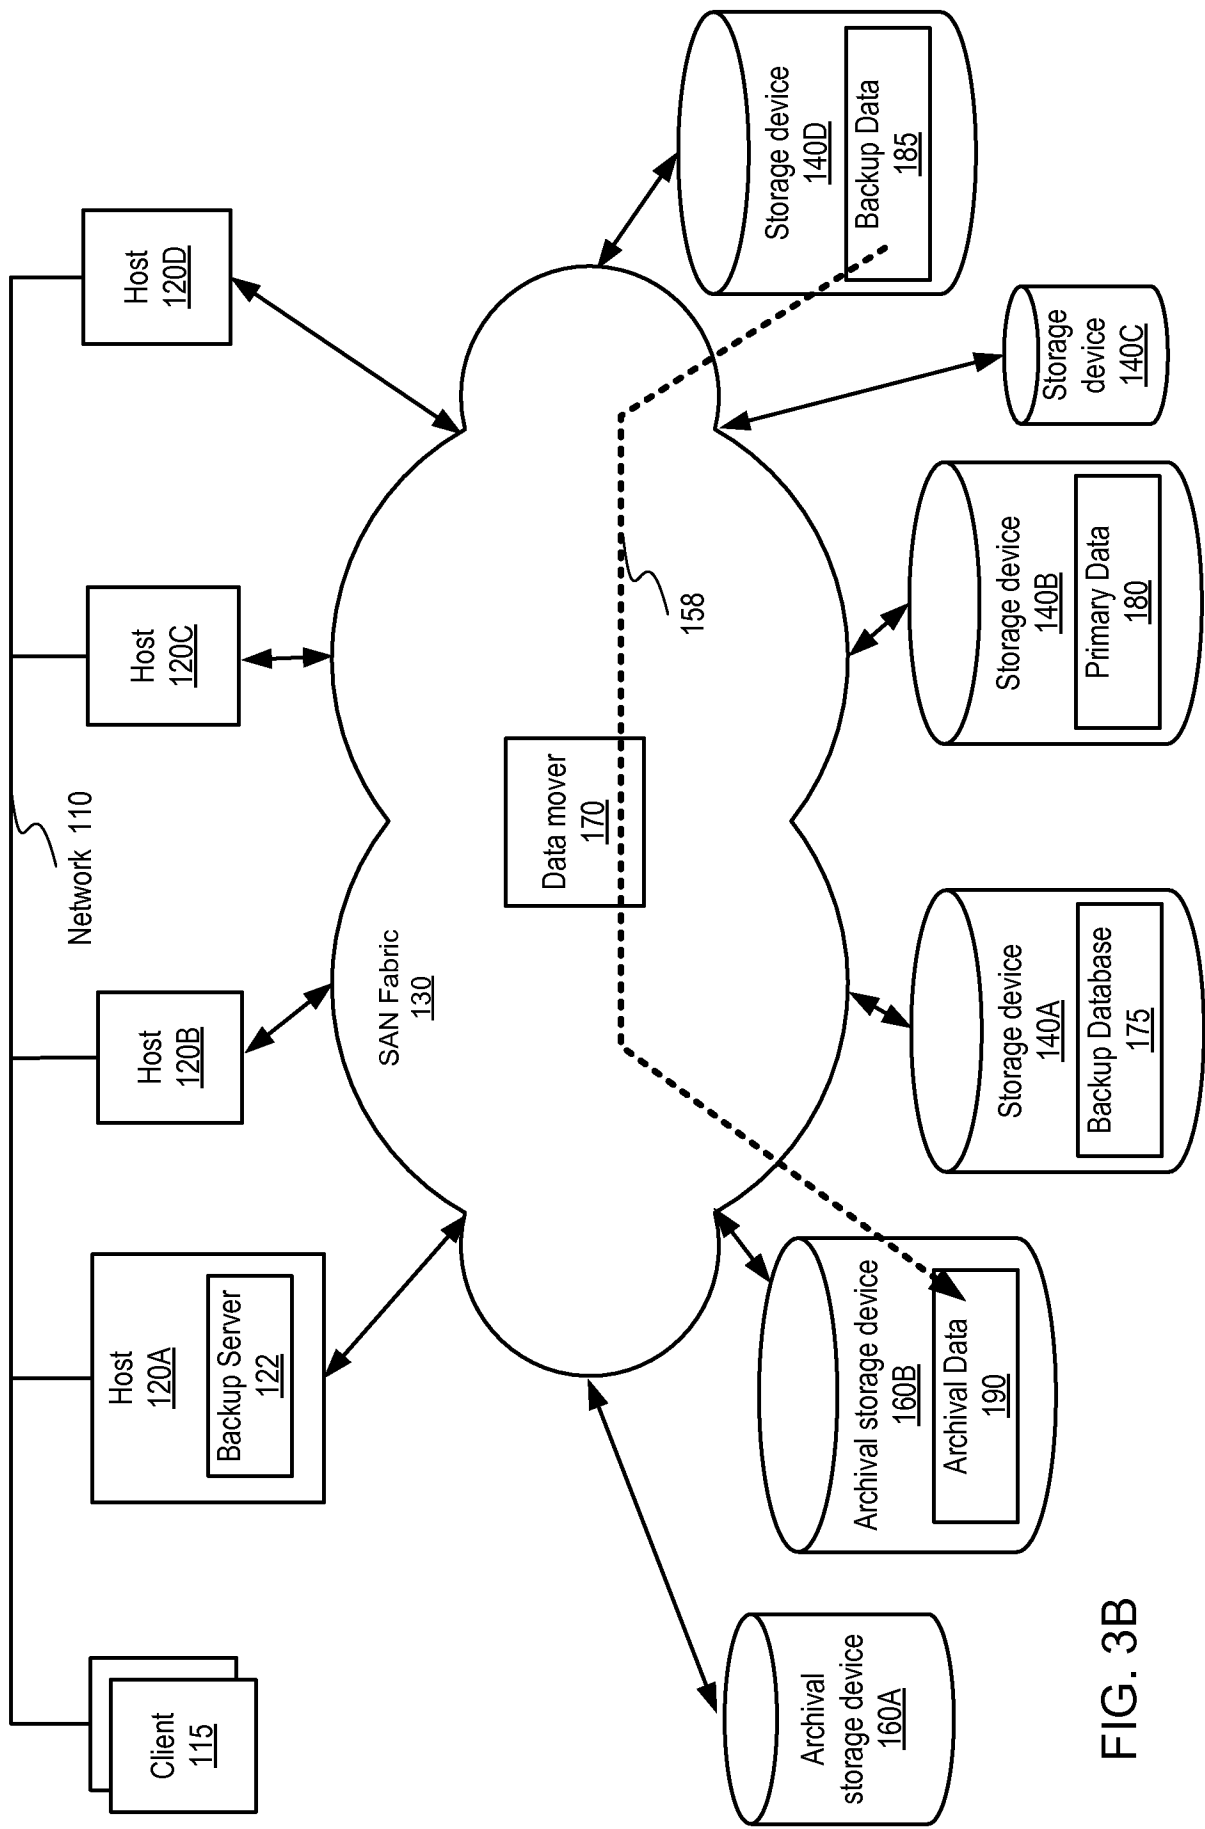 Network 110
Client
115
Host
120A
Backup Server
122
Host
120B
Host
120C
Host
120D
SAN Fabric
130
Data mover
170
158
Archival
storage device
160A
Archival storage device
160B
Archival Data
190
Storage device
140A
Backup Database
175
Storage device
140B
Primary Data
180
Storage
device
140C
Storage device
140D
Backup Data
185
FIG. 3B